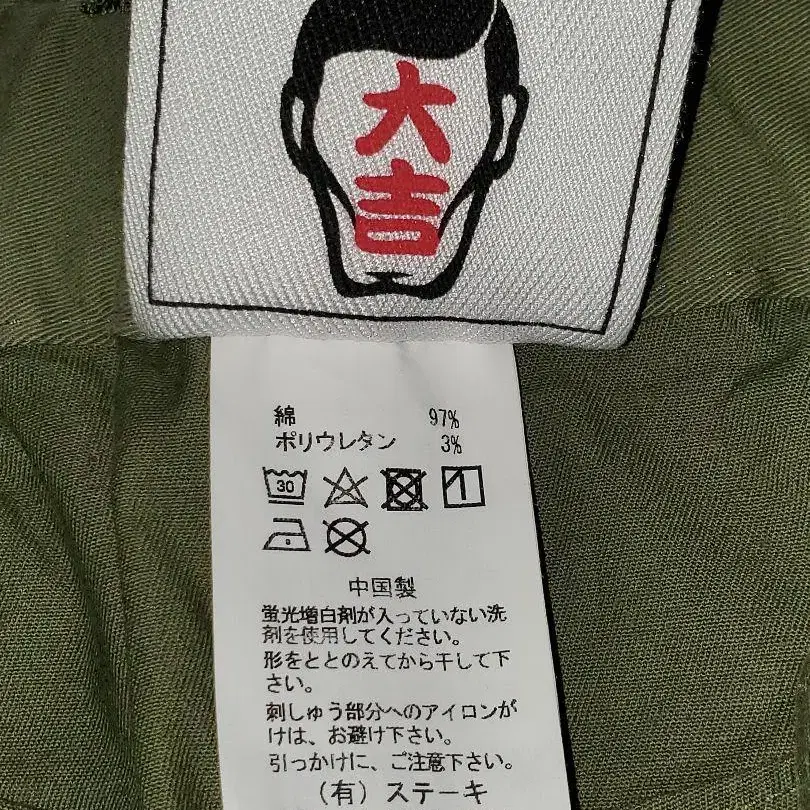 大
吉
綿 97%
ポリウレタン 3%
30
中国製
蛍光増白剤が入っていない洗
剤を使用してください。
形をととのえてから干して下
さい。
刺しゅう部分へのアイロンが
けは、お避け下さい。
引っかけに、ご注意下さい。
（有）ステーキ